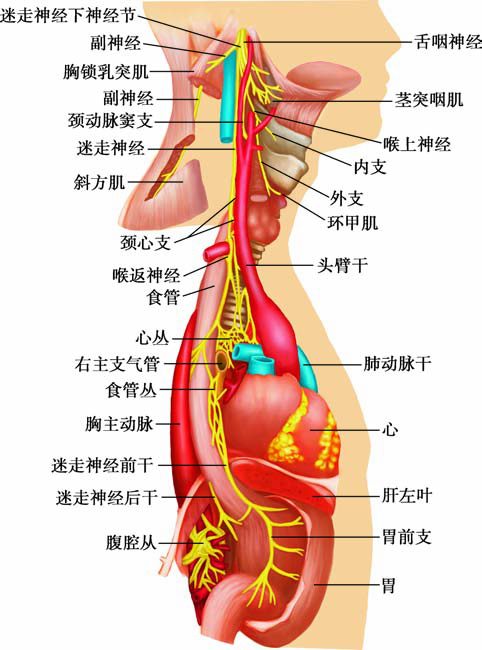 迷走神经下神经节
副神经
胸锁乳突肌
副神经
颈动脉窦支
迷走神经
斜方肌
颈心支
喉返神经
食管
心丛
右主支气管
食管丛
胸主动脉
迷走神经前干
迷走神经后干
腹腔从
舌咽神经
茎突咽肌
喉上神经
内支
外支
环甲肌
头臂干
肺动脉干
心
肝左叶
胃前支
胃